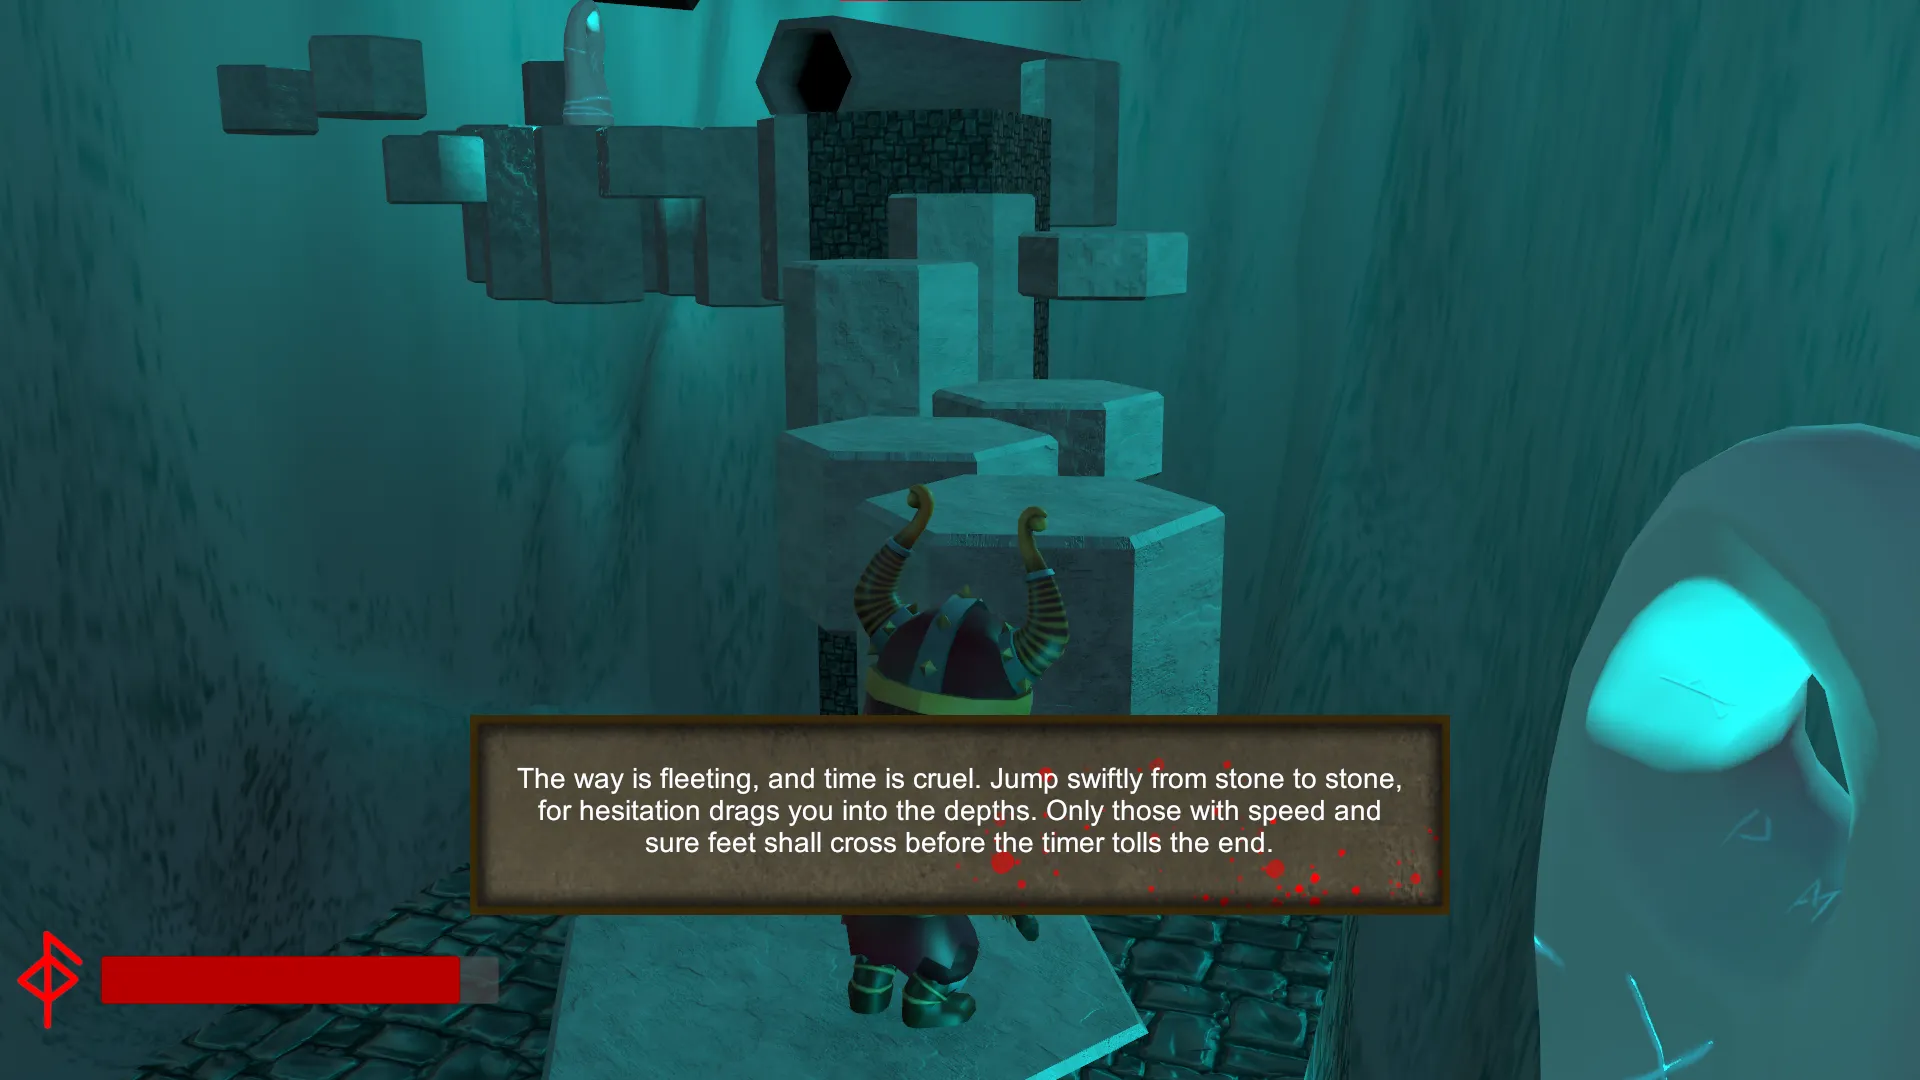 The way is fleeting, and time is cruel. Jump swiftly from stone to stone,
for hesitation drags you into the depths. Only those with speed and
sure feet shall cross before the timer tolls the end.